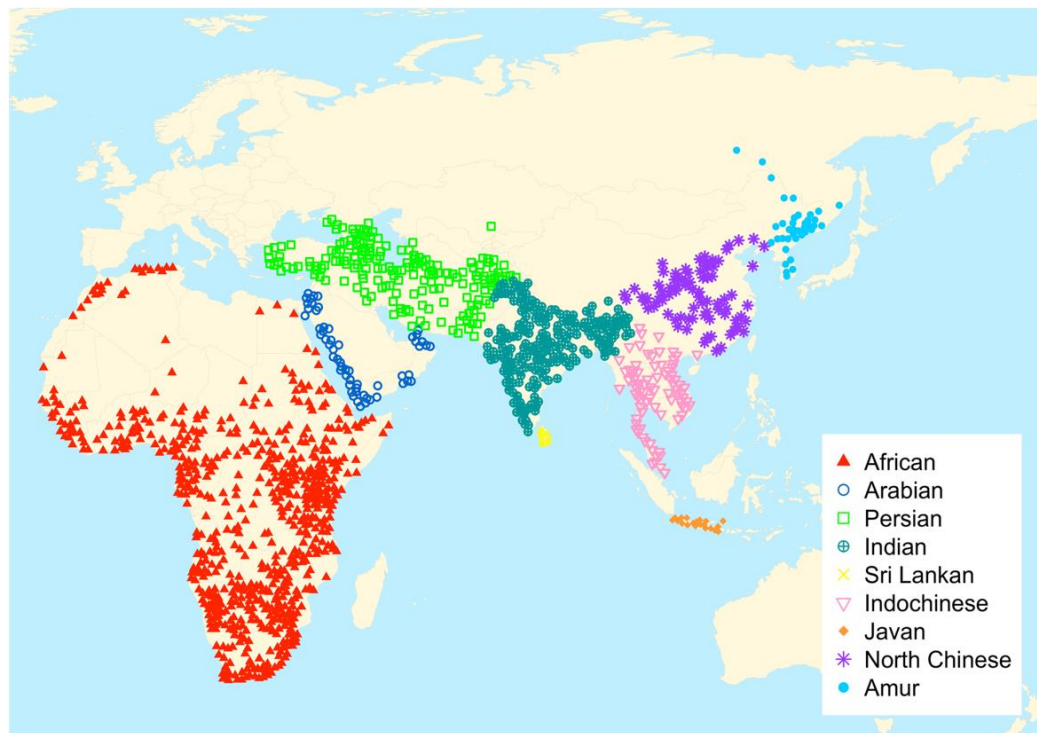 African
Arabian
Persian
Indian
Sri Lankan
Indochinese
Javan
North Chinese
Amur